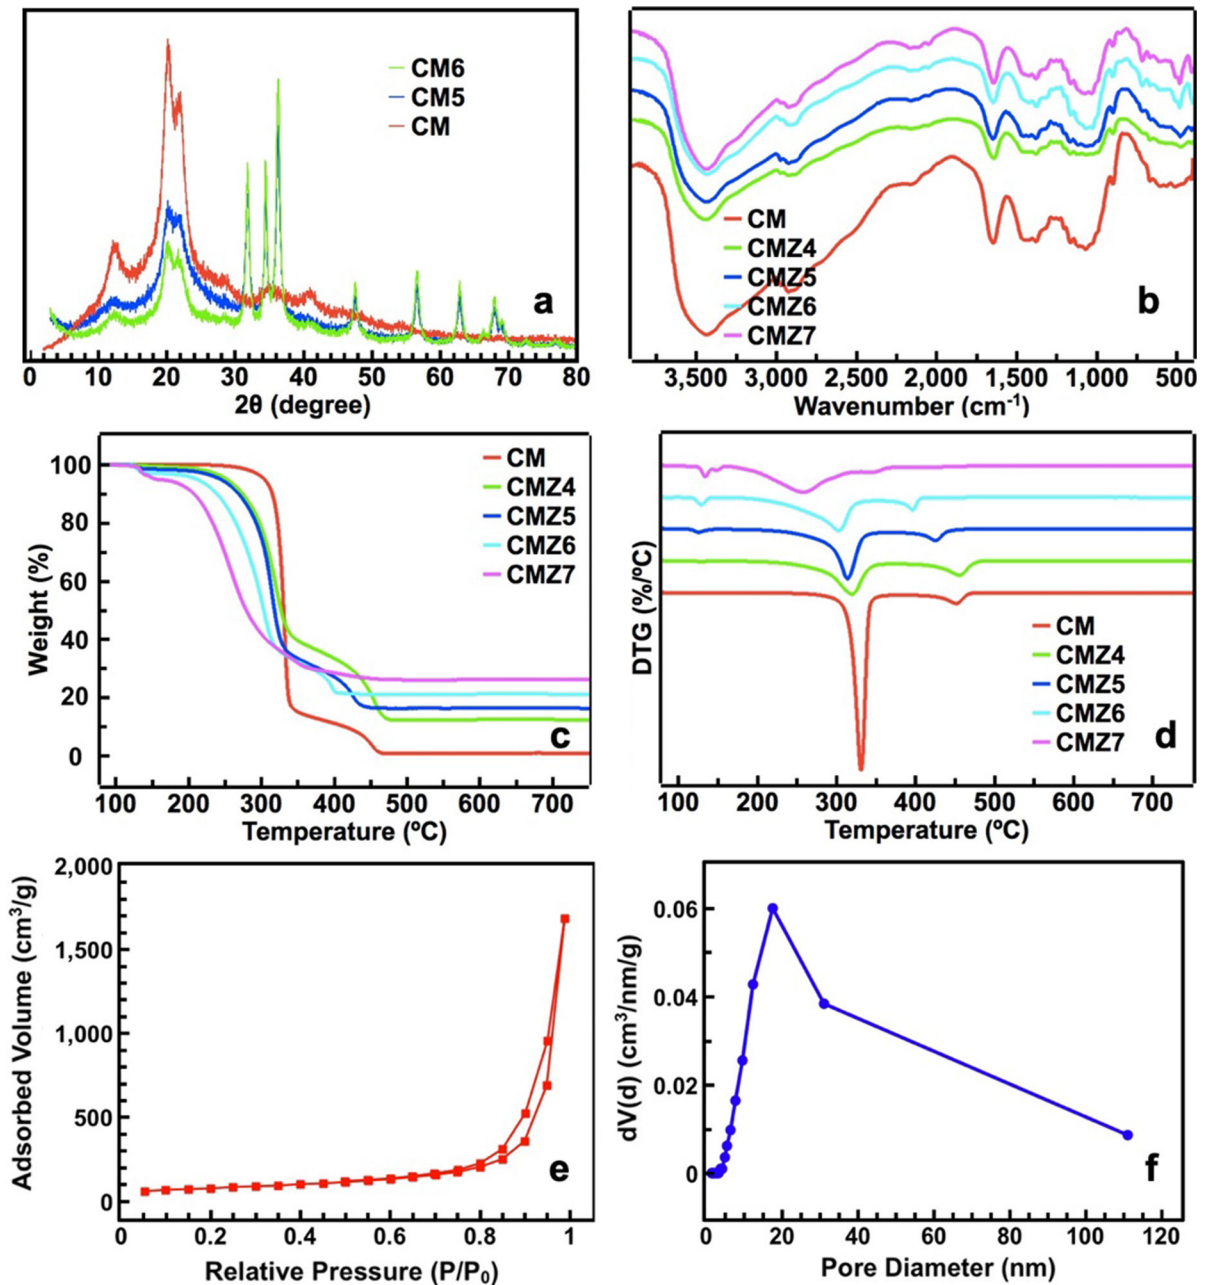 CM6
CM5
CM
a
0 10 20 30 40 50 60 70 80
2θ (degree)
CM
CMZ4
CMZ5
CMZ6
CMZ7
b
3,500 3,000 2,500 2,000 1,500 1,000 500
Wavenumber (cm⁻¹)
Weight (%)
100
80
60
40
20
0
CM
CMZ4
CMZ5
CMZ6
CMZ7
c
100 200 300 400 500 600 700
Temperature (ºC)
DTG (%/ºC)
CM
CMZ4
CMZ5
CMZ6
CMZ7
d
100 200 300 400 500 600 700
Temperature (ºC)
Adsorbed Volume (cm³/g)
2,000
1,500
1,000
500
0
e
0 0.2 0.4 0.6 0.8 1
Relative Pressure (P/P₀)
dV(d) (cm³/nm/g)
0.06
0.04
0.02
0
f
0 20 40 60 80 100 120
Pore Diameter (nm)